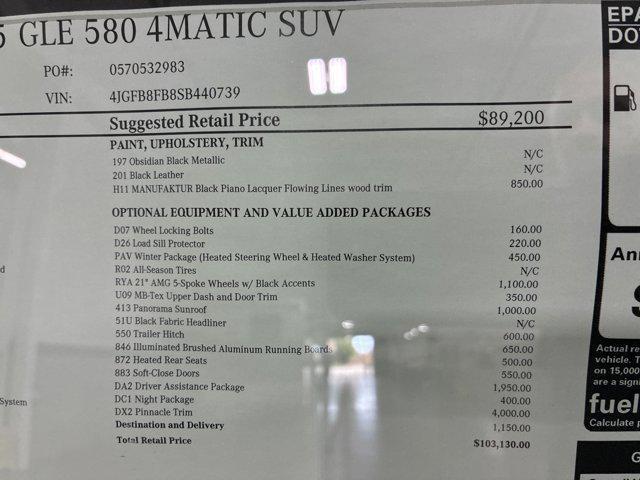 5 GLE 580 4MATIC SUV
PO#: 0570532983
VIN: 4JGFB8FB8SB440739
Suggested Retail Price $89,200
PAINT, UPHOLSTERY, TRIM
197 Obsidian Black Metallic N/C
201 Black Leather N/C
H11 MANUFAKTUR Black Piano Lacquer Flowing Lines wood trim 850.00
OPTIONAL EQUIPMENT AND VALUE ADDED PACKAGES
D07 Wheel Locking Bolts 160.00
D26 Load Sill Protector 220.00
PAV Winter Package (Heated Steering Wheel & Heated Washer System) 450.00
R02 All-Season Tires N/C
RYA 21" AMG 5-Spoke Wheels w/ Black Accents 1,100.00
U09 MB-Tex Upper Dash and Door Trim 350.00
413 Panorama Sunroof 1,000.00
51U Black Fabric Headliner N/C
550 Trailer Hitch 600.00
846 Illuminated Brushed Aluminum Running Boards 650.00
872 Heated Rear Seats 500.00
883 Soft-Close Doors 550.00
DA2 Driver Assistance Package 1,950.00
DC1 Night Package 400.00
DX2 Pinnacle Trim 4,000.00
Destination and Delivery 1,150.00
Total Retail Price $103,130.00
d
System
EPA
DO
Ann
$
Actual re
vehicle. T
on 15,000
are a sign
fuel
Calculate p
G